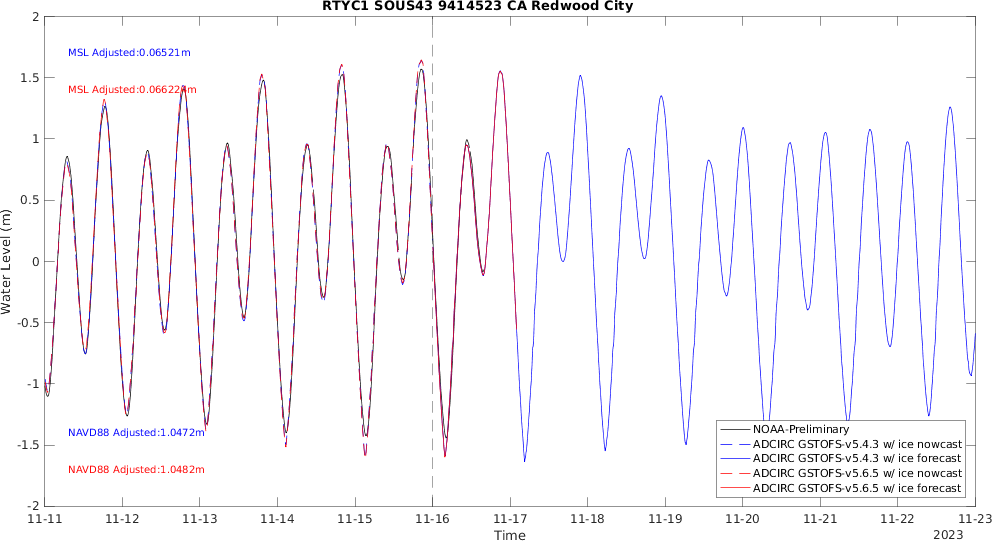 RTYC1 SOUS43 9414523 CA Redwood City
2
1.5
1
0.5
0
-0.5
-1
-1.5
-2
Water Level (m)
MSL Adjusted:0.06521m
MSL Adjusted:0.066224m
NAVD88 Adjusted:1.0472m
NAVD88 Adjusted:1.0482m
NOAA-Preliminary
ADCIRC GSTOFS-v5.4.3 w/ ice nowcast
ADCIRC GSTOFS-v5.4.3 w/ ice forecast
ADCIRC GSTOFS-v5.6.5 w/ ice nowcast
ADCIRC GSTOFS-v5.6.5 w/ ice forecast
11-11 11-12 11-13 11-14 11-15 11-16 11-17 11-18 11-19 11-20 11-21 11-22 11-23
Time
2023